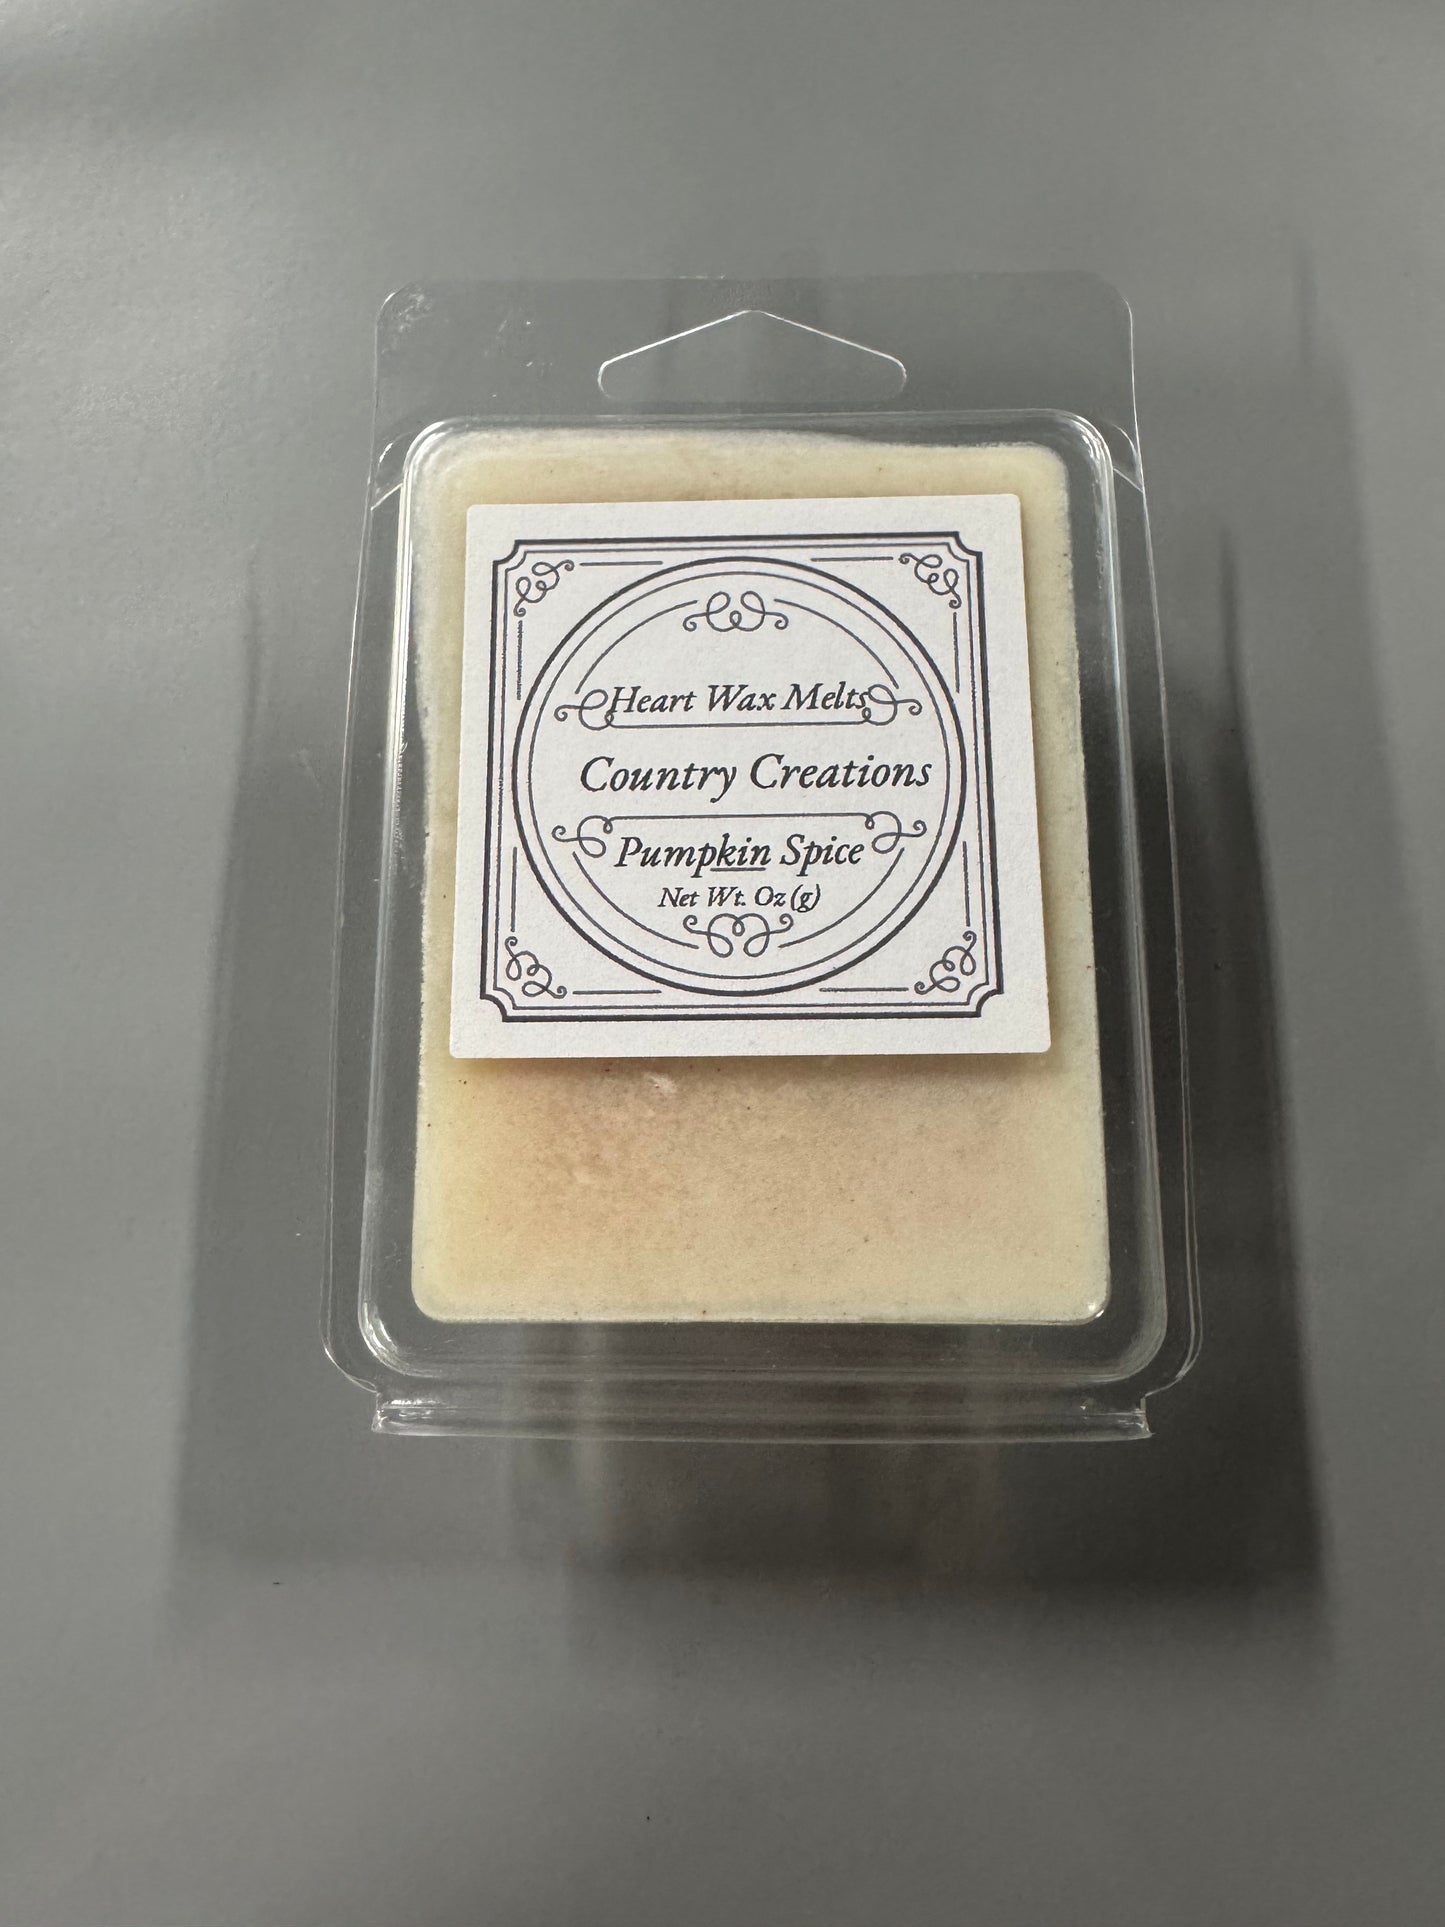 Heart Wax Melts
Country Creations
Pumpkin Spice
Net Wt. Oz (g)